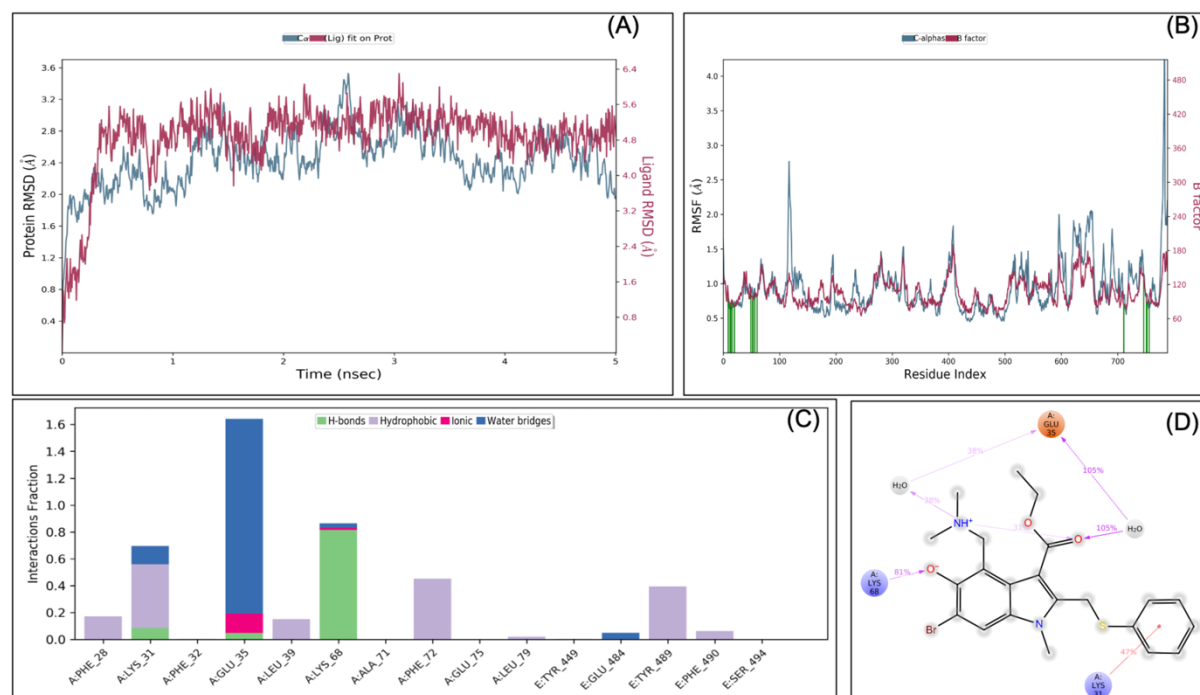 (A)
Cα (Lig) fit on Prot
Protein RMSD (Å)
3.6
3.2
2.8
2.4
2.0
1.6
1.2
0.8
0.4
6.4
5.6
4.8
4.0
3.2
2.4
1.6
0.8
Ligand RMSD (Å)
0 1 2 3 4 5
Time (nsec)
(B)
C-alphas B factor
RMSF (Å)
4.0
3.5
3.0
2.5
2.0
1.5
1.0
0.5
480
420
360
300
240
180
120
60
B factor
0 100 200 300 400 500 600 700
Residue Index
(C)
H-bonds Hydrophobic Ionic Water bridges
Interactions Fraction
1.6
1.4
1.2
1.0
0.8
0.6
0.4
0.2
0.0
A:PHE_28 A:LYS_31 A:PHE_32 A:GLU_35 A:LEU_39 A:LYS_68 A:ALA_71 A:PHE_72 A:GLU_75 A:LEU_79 E:TYR_449 E:GLU_484 E:TYR_489 E:PHE_490 E:SER_494
(D)
A:
GLU
35
38%
105%
H₂O
38%
H₂O
105%
NH⁺
O
O
O⁻
A:
LYS
68
81%
Br
N
S
47%
A:
LYS
31